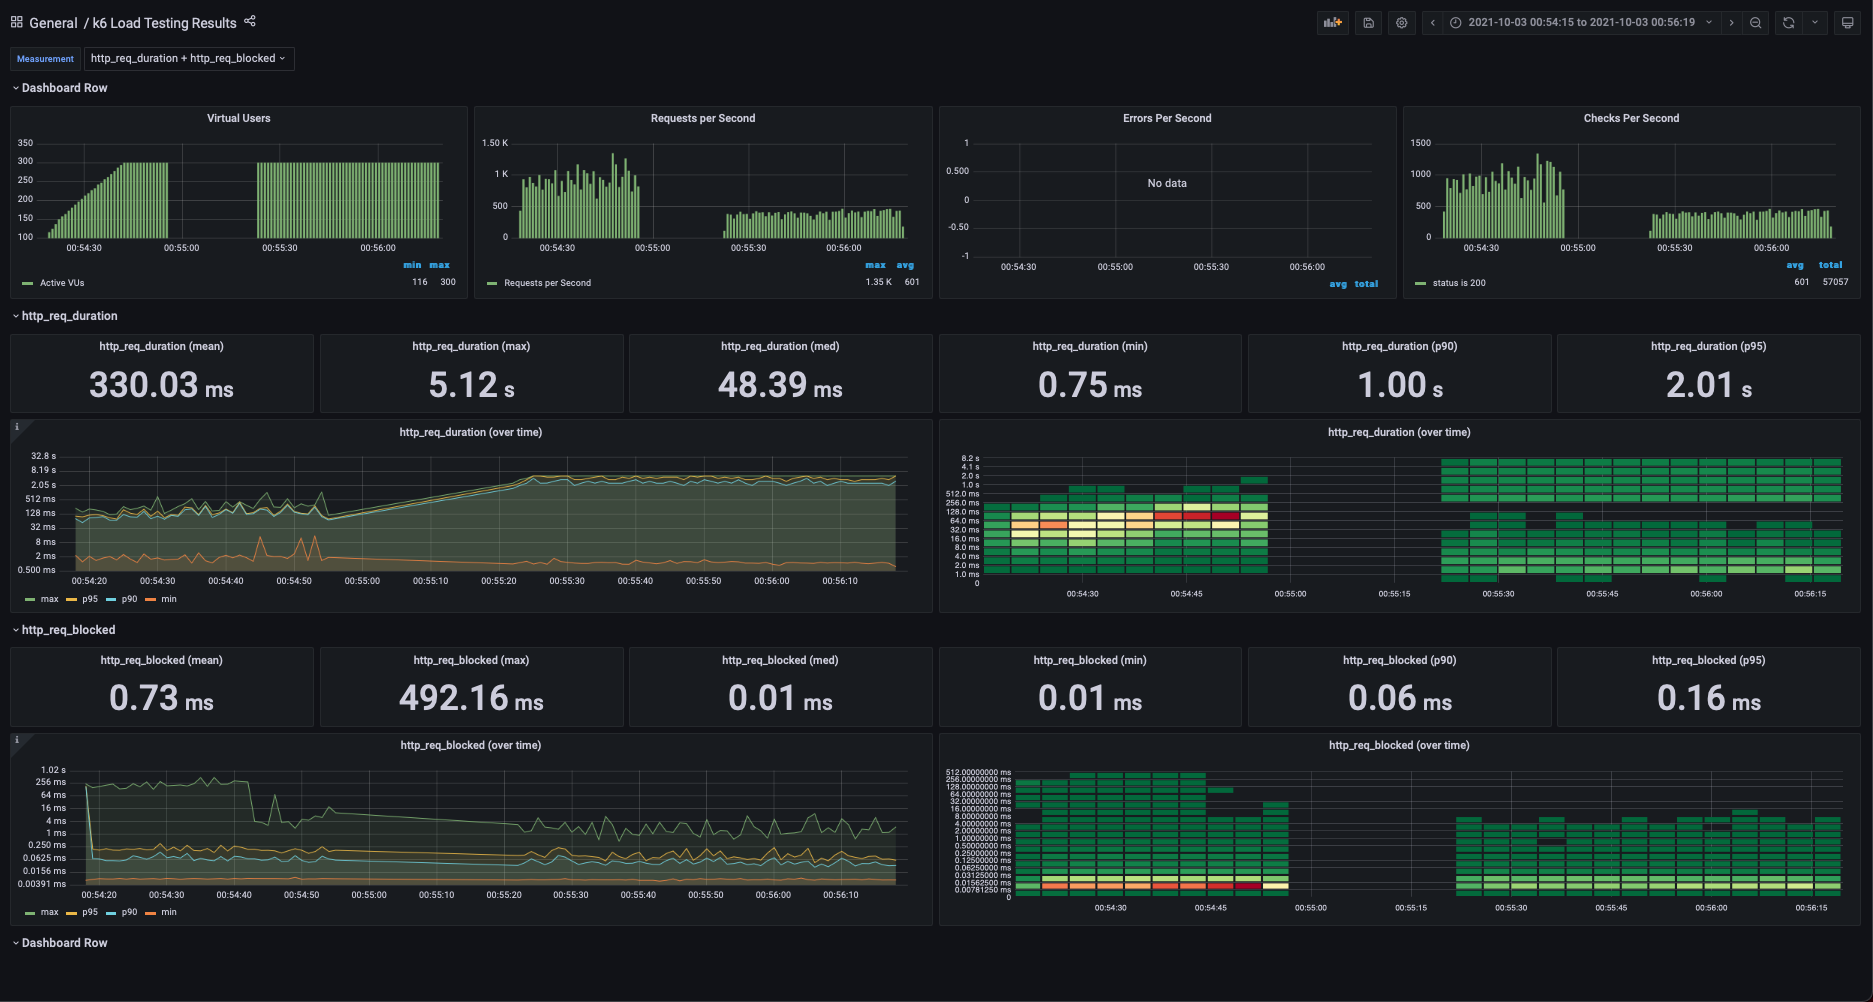 General / k6 Load Testing Results
2021-10-03 00:54:15 to 2021-10-03 00:56:19
Measurement http_req_duration + http_req_blocked
Dashboard Row
Virtual Users
350
300
250
200
150
100
00:54:30 00:55:00 00:55:30 00:56:00
min max
Active VUs 116 300
Requests per Second
1.50 K
1 K
500
0
00:54:30 00:55:00 00:55:30 00:56:00
max avg
Requests per Second 1.35 K 601
Errors Per Second
1
0.500
0
-0.50
-1
No data
00:54:30 00:55:00 00:55:30 00:56:00
avg total
Checks Per Second
1500
1000
500
0
00:54:30 00:55:00 00:55:30 00:56:00
avg total
status is 200 601 57057
http_req_duration
http_req_duration (mean)
330.03 ms
http_req_duration (max)
5.12 s
http_req_duration (med)
48.39 ms
http_req_duration (min)
0.75 ms
http_req_duration (p90)
1.00 s
http_req_duration (p95)
2.01 s
i
http_req_duration (over time)
32.8 s
8.19 s
2.05 s
512 ms
128 ms
32 ms
8 ms
2 ms
0.500 ms
00:54:20 00:54:30 00:54:40 00:54:50 00:55:00 00:55:10 00:55:20 00:55:30 00:55:40 00:55:50 00:56:00 00:56:10
max p95 p90 min
http_req_duration (over time)
8.2 s
4.1 s
2.0 s
1.0 s
512.0 ms
256.0 ms
128.0 ms
64.0 ms
32.0 ms
16.0 ms
8.0 ms
4.0 ms
2.0 ms
1.0 ms
0
00:54:30 00:54:45 00:55:00 00:55:15 00:55:30 00:55:45 00:56:00 00:56:15
http_req_blocked
http_req_blocked (mean)
0.73 ms
http_req_blocked (max)
492.16 ms
http_req_blocked (med)
0.01 ms
http_req_blocked (min)
0.01 ms
http_req_blocked (p90)
0.06 ms
http_req_blocked (p95)
0.16 ms
i
http_req_blocked (over time)
1.02 s
256 ms
64 ms
16 ms
4 ms
1 ms
0.250 ms
0.0625 ms
0.0156 ms
0.00391 ms
00:54:20 00:54:30 00:54:40 00:54:50 00:55:00 00:55:10 00:55:20 00:55:30 00:55:40 00:55:50 00:56:00 00:56:10
max p95 p90 min
http_req_blocked (over time)
512.00000000 ms
256.00000000 ms
128.00000000 ms
64.00000000 ms
32.00000000 ms
16.00000000 ms
8.00000000 ms
4.00000000 ms
2.00000000 ms
1.00000000 ms
0.50000000 ms
0.25000000 ms
0.12500000 ms
0.06250000 ms
0.03125000 ms
0.01562500 ms
0.00781250 ms
0
00:54:30 00:54:45 00:55:00 00:55:15 00:55:30 00:55:45 00:56:00 00:56:15
Dashboard Row